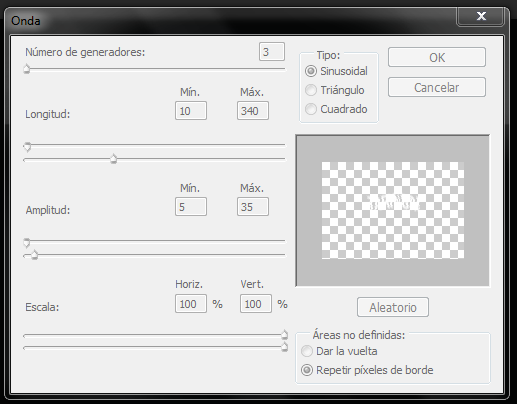 Onda
Número de generadores: 3
Tipo:
Sinusoidal
Triángulo
Cuadrado
OK
Cancelar
Mín. Máx.
Longitud: 10 340
Mín. Máx.
Amplitud: 5 35
Horiz. Vert.
Escala: 100 % 100 %
Aleatorio
Áreas no definidas:
Dar la vuelta
Repetir píxeles de borde